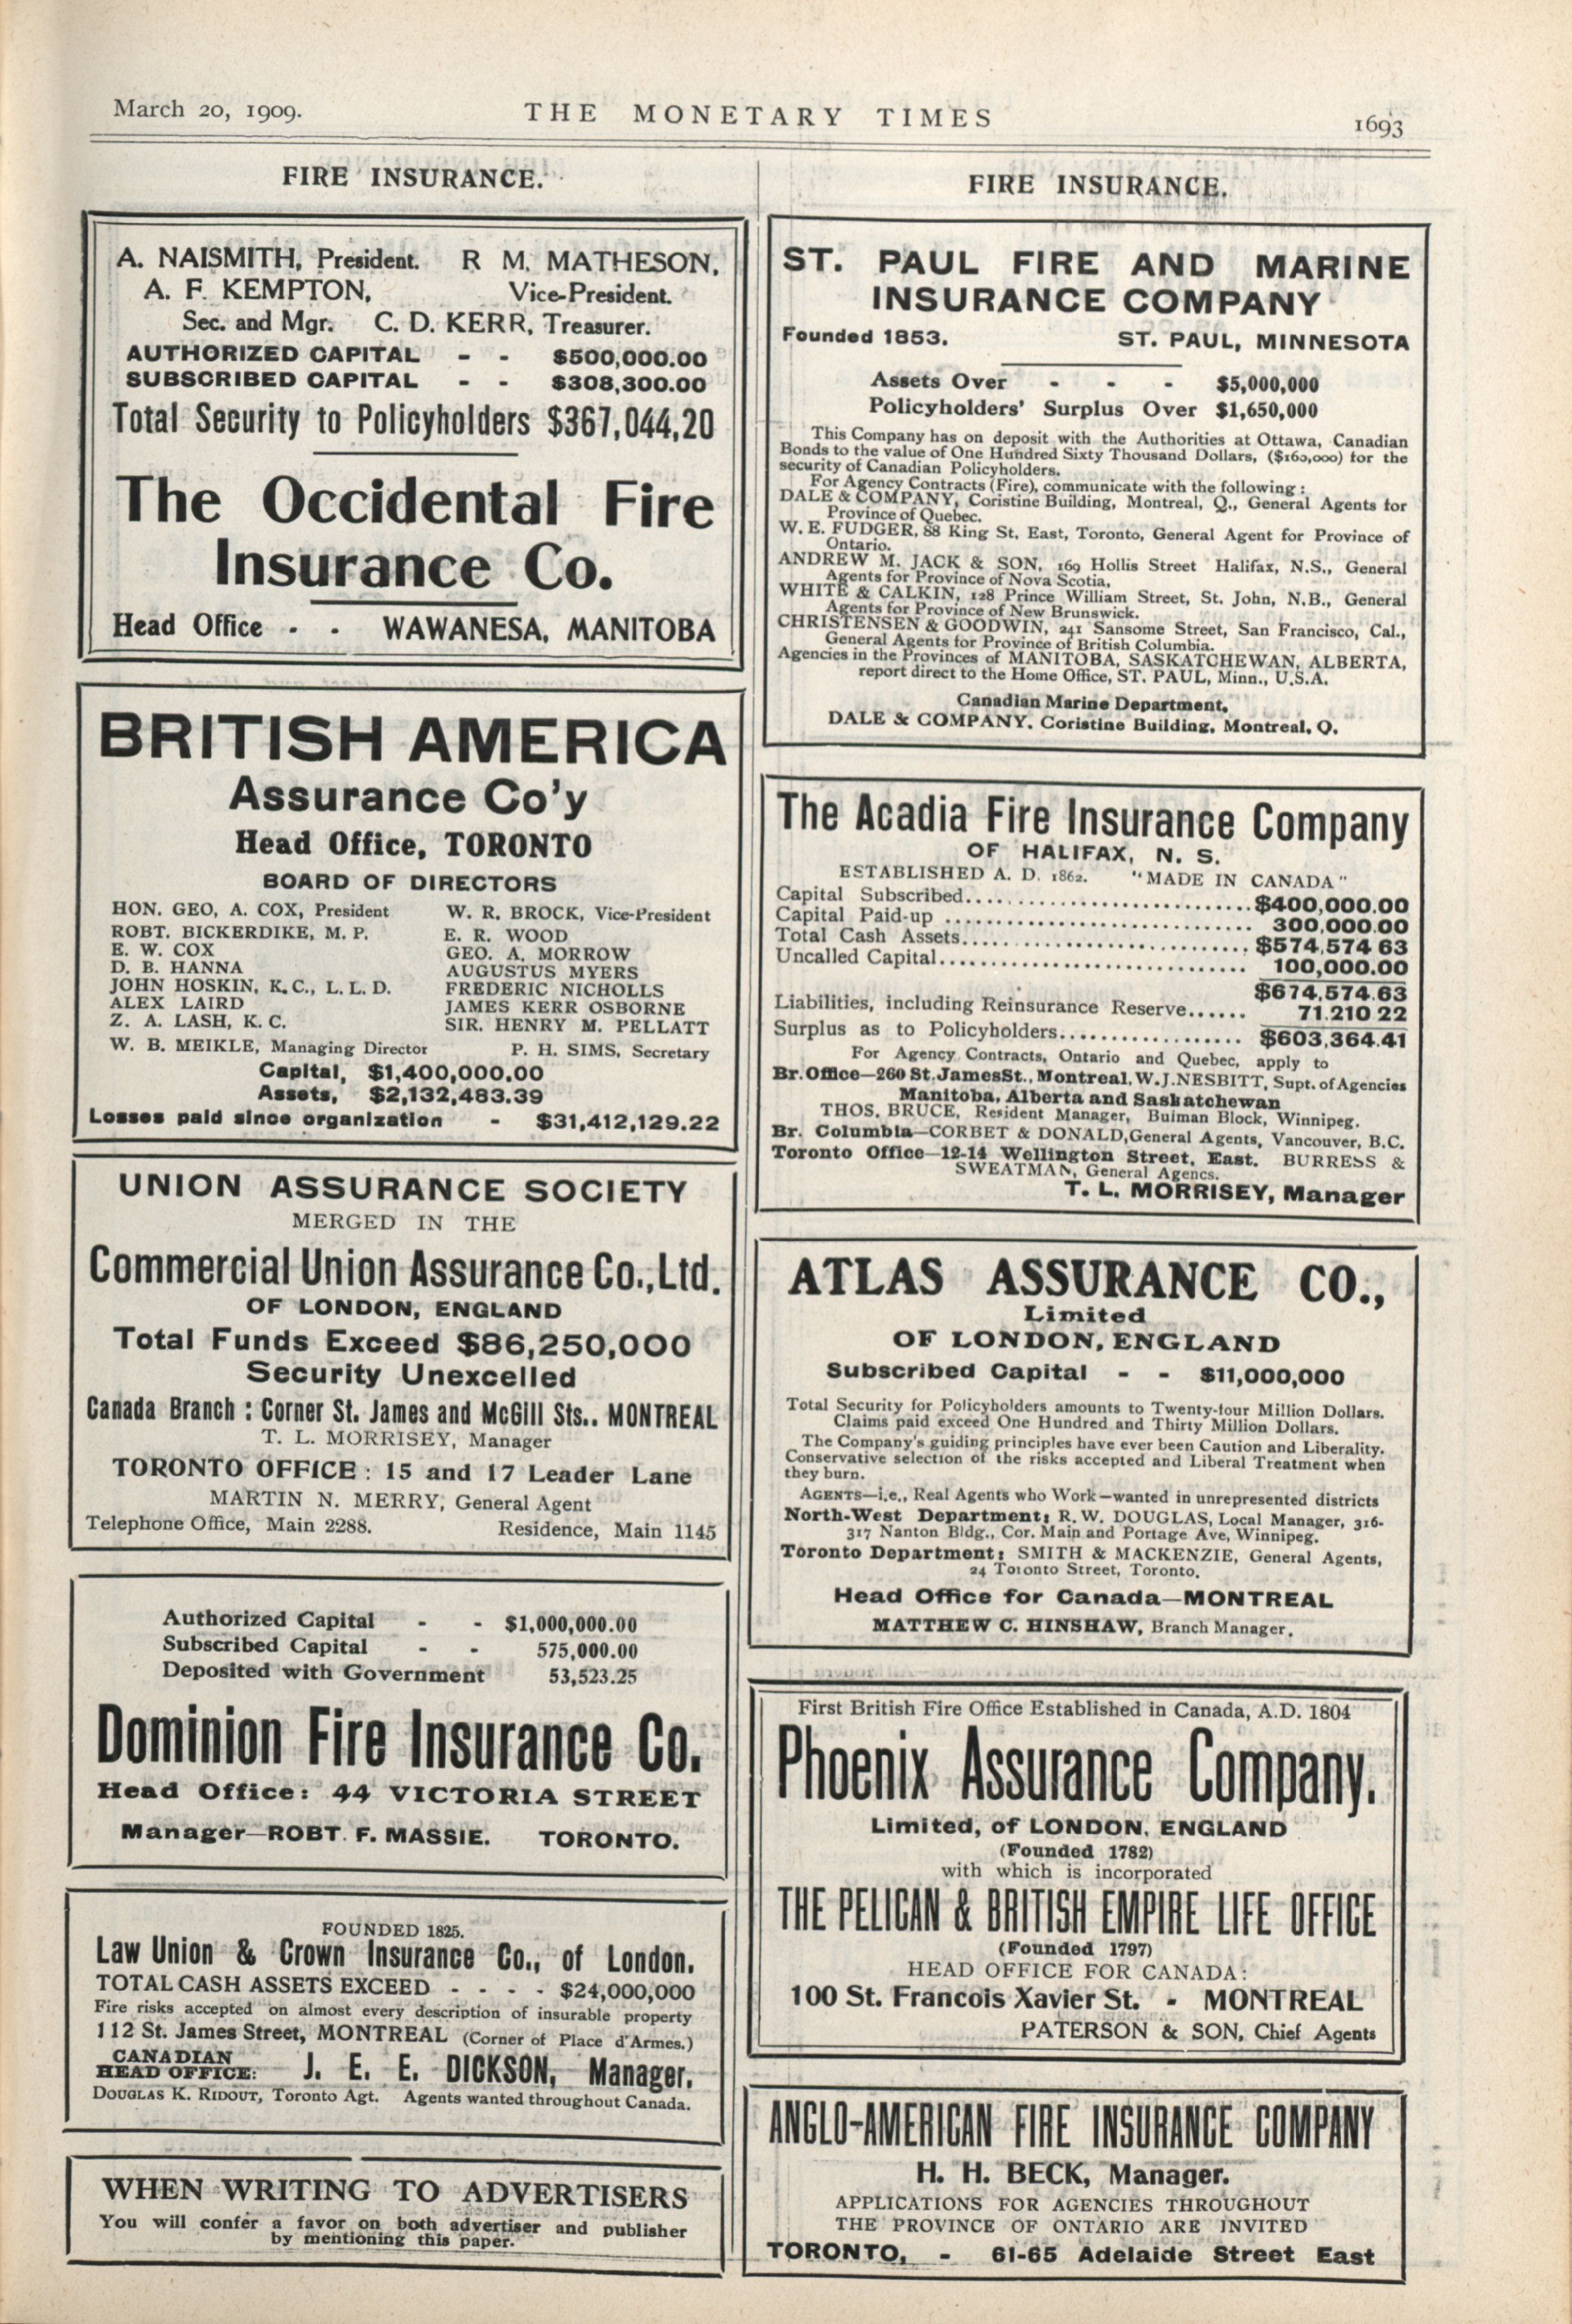 March 20, 1909.
THE MONETARY TIMES
1693
FIRE INSURANCE.
A. NAISMITH, President. R M. MATHESON,
A. F. KEMPTON, Vice-President.
Sec. and Mgr. C. D. KERR, Treasurer.
AUTHORIZED CAPITAL - - $500,000.00
SUBSCRIBED CAPITAL - - $308,300.00
Total Security to Policyholders $367,044,20
The Occidental Fire
Insurance Co.
Head Office - - WAWANESA, MANITOBA
BRITISH AMERICA
Assurance Co'y
Head Office, TORONTO
BOARD OF DIRECTORS
HON. GEO, A. COX, President W. R. BROCK, Vice-President
ROBT. BICKERDIKE, M. P. E. R. WOOD
E. W. COX GEO. A. MORROW
D. B. HANNA AUGUSTUS MYERS
JOHN HOSKIN, K.C., L.L.D. FREDERIC NICHOLLS
ALEX LAIRD JAMES KERR OSBORNE
Z. A. LASH, K.C. SIR. HENRY M. PELLATT
W. B. MEIKLE, Managing Director P. H. SIMS, Secretary
Capital, $1,400,000.00
Assets, $2,132,483.39
Losses paid since organization - $31,412,129.22
UNION ASSURANCE SOCIETY
MERGED IN THE
Commercial Union Assurance Co., Ltd.
OF LONDON, ENGLAND
Total Funds Exceed $86,250,000
Security Unexcelled
Canada Branch : Corner St. James and McGill Sts.. MONTREAL
T. L. MORRISEY, Manager
TORONTO OFFICE : 15 and 17 Leader Lane
MARTIN N. MERRY, General Agent
Telephone Office, Main 2288. Residence, Main 1145
Authorized Capital - - $1,000,000.00
Subscribed Capital - - 575,000.00
Deposited with Government 53,523.25
Dominion Fire Insurance Co.
Head Office: 44 VICTORIA STREET
Manager—ROBT. F. MASSIE. TORONTO.
FOUNDED 1825.
Law Union & Crown Insurance Co., of London.
TOTAL CASH ASSETS EXCEED - - - - $24,000,000
Fire risks accepted on almost every description of insurable property
112 St. James Street, MONTREAL (Corner of Place d'Armes.)
CANADIAN
HEAD OFFICE: J. E. E. DICKSON, Manager.
DOUGLAS K. RIDOUT, Toronto Agt. Agents wanted throughout Canada.
WHEN WRITING TO ADVERTISERS
You will confer a favor on both advertiser and publisher
by mentioning this paper.
FIRE INSURANCE.
ST. PAUL FIRE AND MARINE
INSURANCE COMPANY
Founded 1853. ST. PAUL, MINNESOTA
Assets Over - - - $5,000,000
Policyholders' Surplus Over $1,650,000
This Company has on deposit with the Authorities at Ottawa, Canadian
Bonds to the value of One Hundred Sixty Thousand Dollars, ($160,000) for the
security of Canadian Policyholders.
For Agency Contracts (Fire), communicate with the following :
DALE & COMPANY, Coristine Building, Montreal, Q., General Agents for
Province of Quebec.
W. E. FUDGER, 88 King St, East, Toronto, General Agent for Province of
Ontario.
ANDREW M. JACK & SON, 169 Hollis Street Halifax, N.S., General
Agents for Province of Nova Scotia,
WHITE & CALKIN, 128 Prince William Street, St. John, N.B., General
Agents for Province of New Brunswick.
CHRISTENSEN & GOODWIN, 241 Sansome Street, San Francisco, Cal.,
General Agents for Province of British Columbia.
Agencies in the Provinces of MANITOBA, SASKATCHEWAN, ALBERTA,
report direct to the Home Office, ST. PAUL, Minn., U.S.A.
Canadian Marine Department,
DALE & COMPANY. Coristine Building. Montreal, Q.
The Acadia Fire Insurance Company
OF HALIFAX, N. S.
ESTABLISHED A. D. 1862. "MADE IN CANADA"
Capital Subscribed.............................$400,000.00
Capital Paid-up ................................ 300,000.00
Total Cash Assets..............................$574,574 63
Uncalled Capital................................ 100,000.00
$674,574.63
Liabilities, including Reinsurance Reserve...... 71.210 22
Surplus as to Policyholders.................. $603,364.41
For Agency Contracts, Ontario and Quebec, apply to
Br. Office—260 St. James St., Montreal, W. J. NESBITT, Supt. of Agencies
Manitoba, Alberta and Saskatchewan
THOS. BRUCE, Resident Manager, Bulman Block, Winnipeg.
Br. Columbia—CORBET & DONALD, General Agents, Vancouver, B.C.
Toronto Office—12-14 Wellington Street, East. BURRESS &
SWEATMAN, General Agencs.
T. L. MORRISEY, Manager
ATLAS ASSURANCE CO.,
Limited
OF LONDON, ENGLAND
Subscribed Capital - - $11,000,000
Total Security for Policyholders amounts to Twenty-four Million Dollars.
Claims paid exceed One Hundred and Thirty Million Dollars.
The Company's guiding principles have ever been Caution and Liberality.
Conservative selection of the risks accepted and Liberal Treatment when
they burn.
AGENTS—i.e., Real Agents who Work—wanted in unrepresented districts
North-West Department: R. W. DOUGLAS, Local Manager, 316-
317 Nanton Bldg., Cor. Main and Portage Ave, Winnipeg.
Toronto Department: SMITH & MACKENZIE, General Agents,
24 Toronto Street, Toronto.
Head Office for Canada—MONTREAL
MATTHEW C. HINSHAW, Branch Manager.
First British Fire Office Established in Canada, A.D. 1804
Phoenix Assurance Company.
Limited, of LONDON, ENGLAND
(Founded 1782)
with which is incorporated
THE PELICAN & BRITISH EMPIRE LIFE OFFICE
(Founded 1797)
HEAD OFFICE FOR CANADA:
100 St. Francois Xavier St. - MONTREAL
PATERSON & SON, Chief Agents
ANGLO-AMERICAN FIRE INSURANCE COMPANY
H. H. BECK, Manager.
APPLICATIONS FOR AGENCIES THROUGHOUT
THE PROVINCE OF ONTARIO ARE INVITED
TORONTO, - 61-65 Adelaide Street East